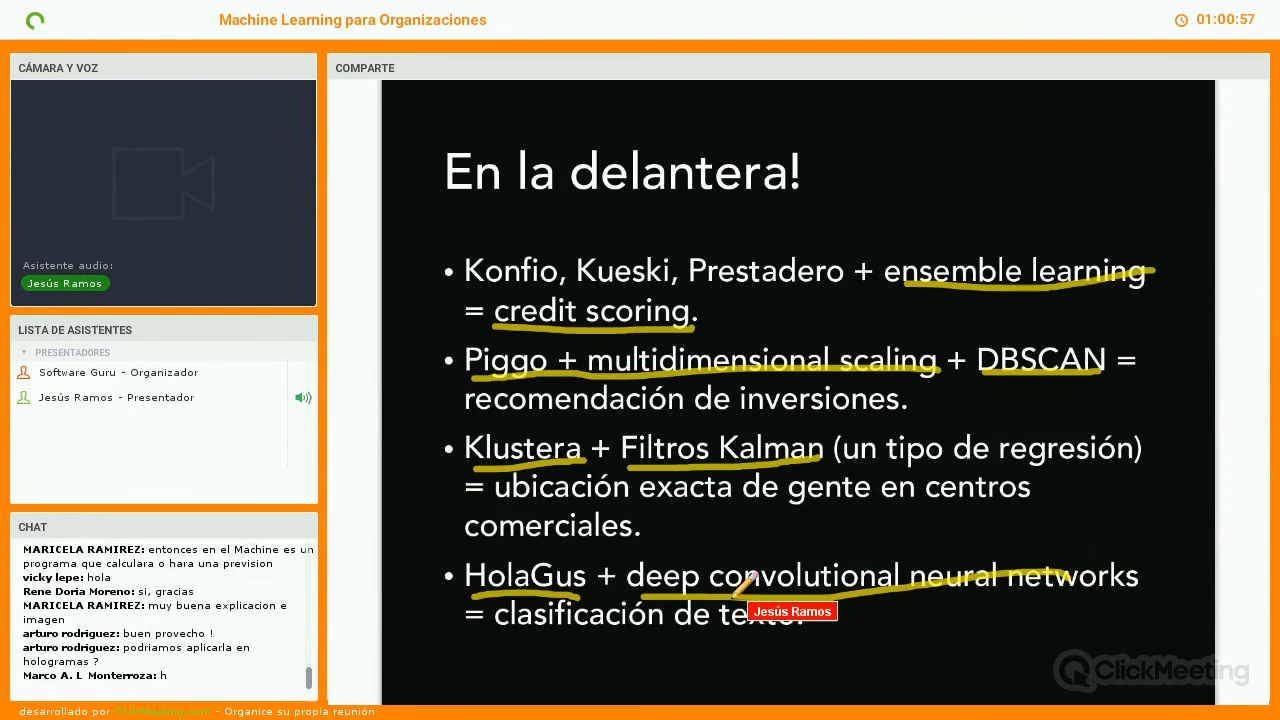 Machine Learning para Organizaciones
01:00:57
CÁMARA Y VOZ
Asistente audio:
Jesús Ramos
LISTA DE ASISTENTES
PRESENTADORES
Software Guru - Organizador
Jesús Ramos - Presentador
CHAT
MARICELA RAMIREZ: entonces en el Machine es un
programa que calculara o hara una prevision
vicky lepe: hola
Rene Doria Moreno: si, gracias
MARICELA RAMIREZ: muy buena explicacion e
imagen
arturo rodriguez: buen provecho !
arturo rodriguez: podriamos aplicarla en
hologramas ?
Marco A. L Monterroza: h
COMPARTE
En la delantera!
• Konfio, Kueski, Prestadero + ensemble learning
= credit scoring.
• Piggo + multidimensional scaling + DBSCAN =
recomendación de inversiones.
• Klustera + Filtros Kalman (un tipo de regresión)
= ubicación exacta de gente en centros
comerciales.
• HolaGus + deep convolutional neural networks
= clasificación de texto.
Jesús Ramos
ClickMeeting
desarrollado por ClickMeeting.com - Organice su propia reunión